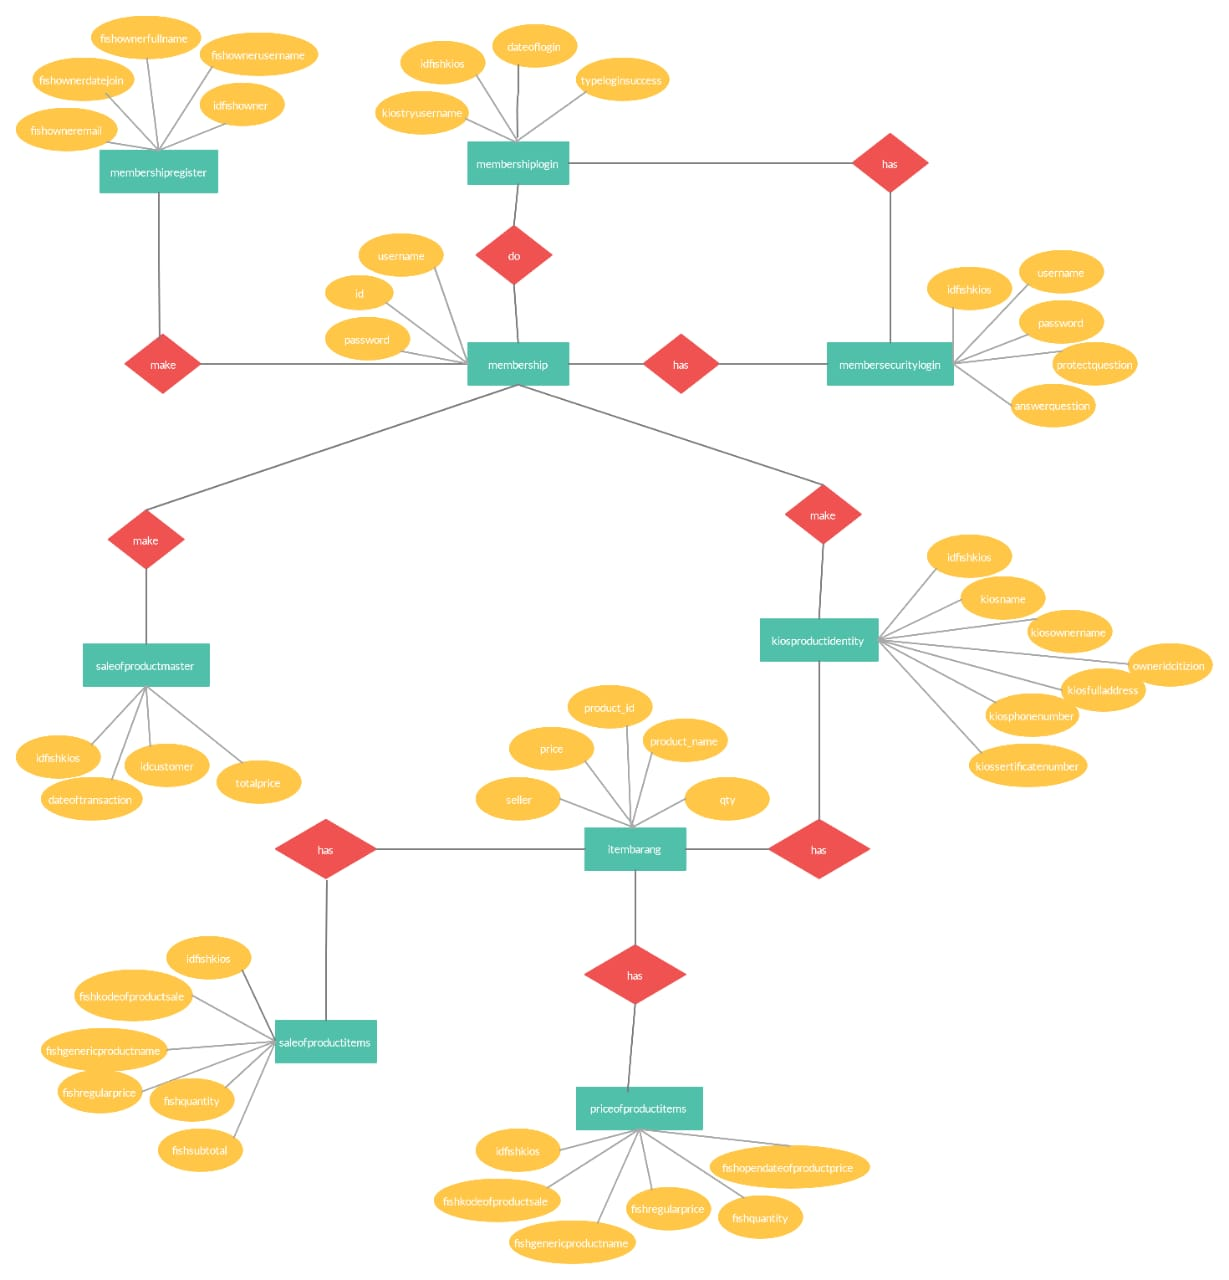 fishownerfullname
fishownerusername
fishownerdatejoin
idfishowner
fishowneremail
membershipregister
dateoflogin
idfishkios
typeloginsuccess
kiostryusername
membershiplogin
has
do
username
id
password
make
membership
has
idfishkios
username
password
protectquestion
answerquestion
membersecuritylogin
make
make
saleofproductmaster
idfishkios
idcustomer
dateoftransaction
totalprice
idfishkios
kiosname
kiosownername
owneridcitizion
kiosfulladdress
kiosphonenumber
kiossertificatenumber
kiosproductidentity
product_id
product_name
price
seller
qty
has
itembarang
has
has
idfishkios
fishkodeofproductsale
fishgenericproductname
fishregularprice
fishquantity
fishsubtotal
saleofproductitems
priceofproductitems
idfishkios
fishopendateofproductprice
fishkodeofproductsale
fishregularprice
fishquantity
fishgenericproductname